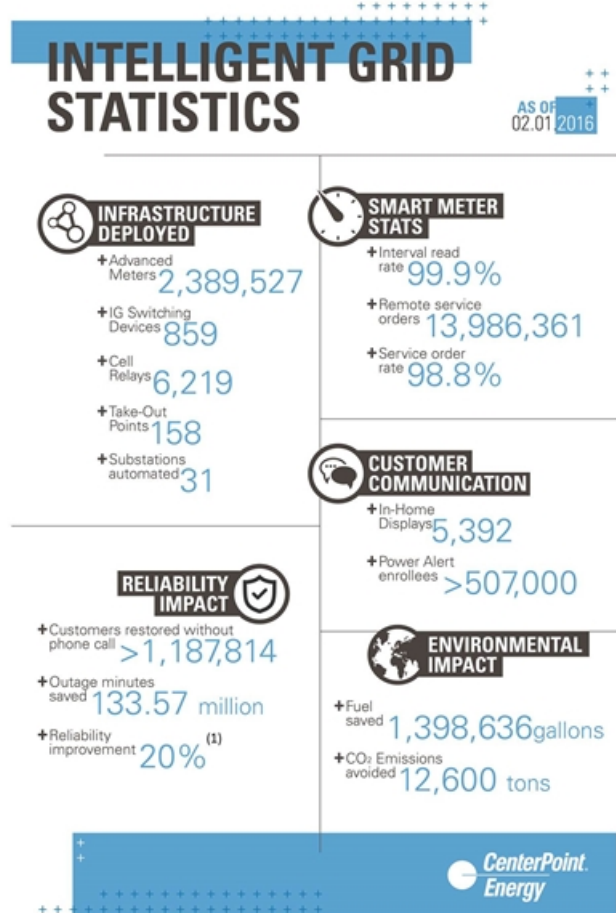 INTELLIGENT GRID
STATISTICS
AS OF
02.01.2016
INFRASTRUCTURE
DEPLOYED
+Advanced
Meters 2,389,527
+IG Switching
Devices 859
+Cell
Relays 6,219
+Take-Out
Points 158
+Substations
automated 31
SMART METER
STATS
+Interval read
rate 99.9%
+Remote service
orders 13,986,361
+Service order
rate 98.8%
CUSTOMER
COMMUNICATION
+In-Home
Displays 5,392
+Power Alert
enrollees >507,000
RELIABILITY
IMPACT
+Customers restored without
phone call >1,187,814
+Outage minutes
saved 133.57 million
+Reliability
improvement 20% (1)
ENVIRONMENTAL
IMPACT
+Fuel
saved 1,398,636 gallons
+CO₂ Emissions
avoided 12,600 tons
CenterPoint.
Energy